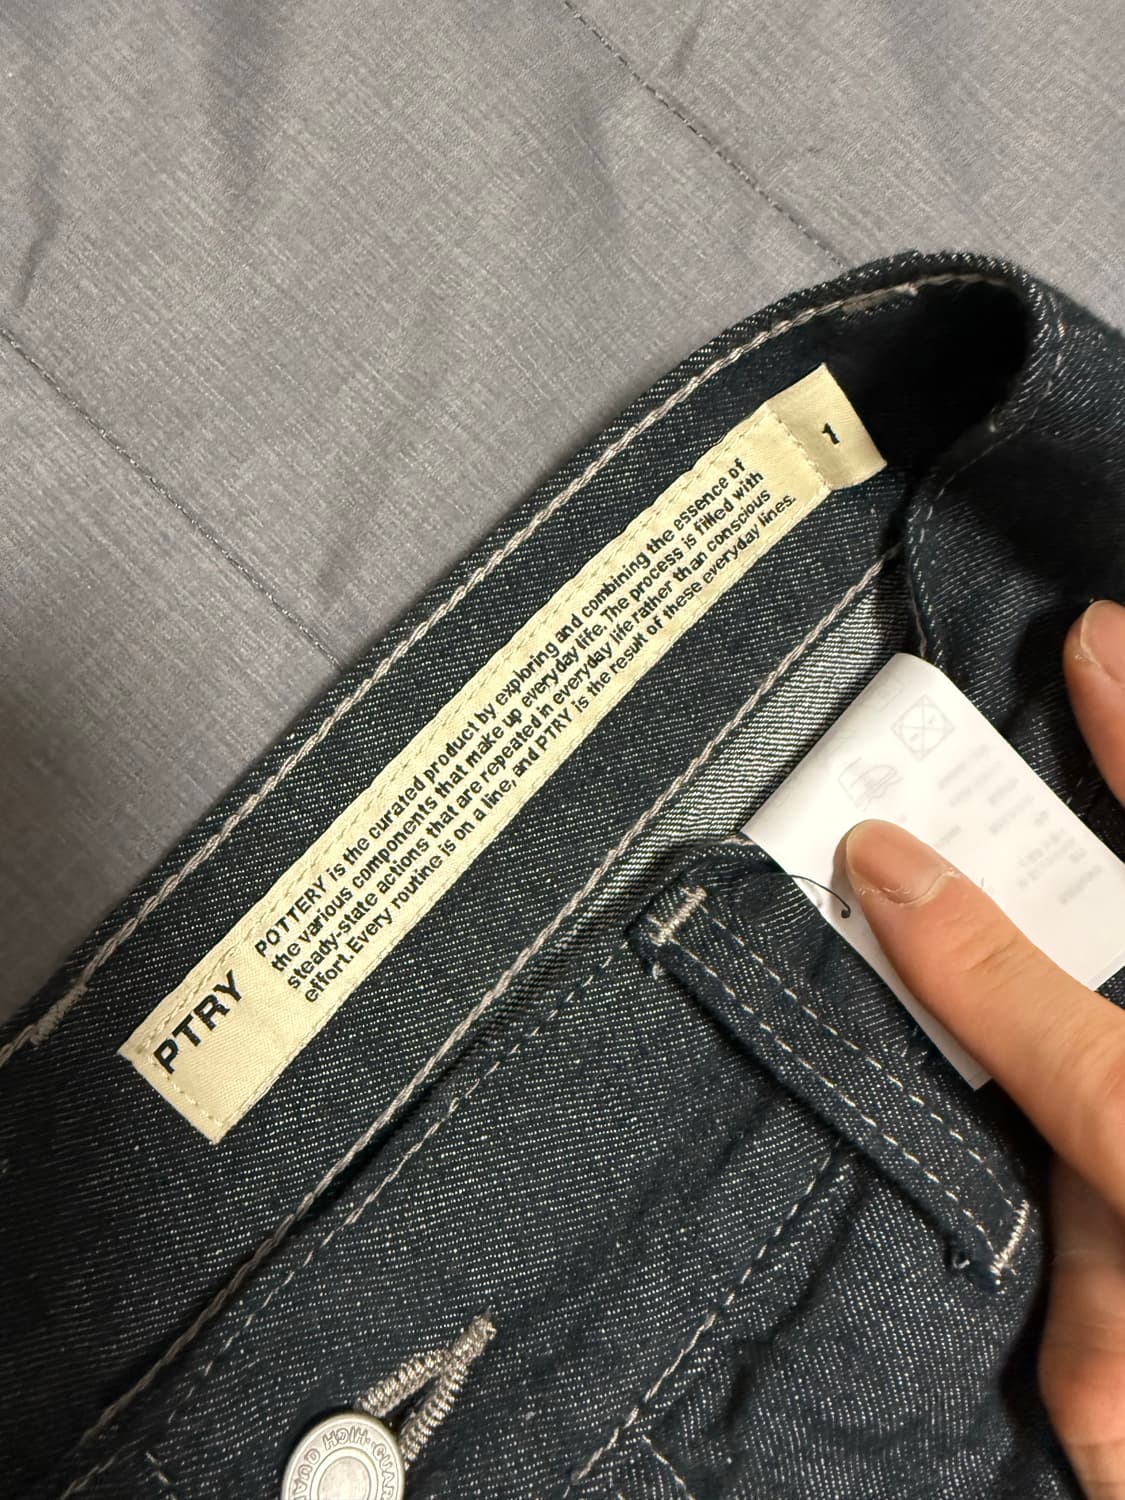 PTRY
POTTERY is the curated product by exploring and combining the essence of
the various components that make up everyday life. The process is filled with
steady-state actions that are repeated in everyday life rather than conscious
effort. Every routine is on a line, and PTRY is the result of these everyday lines.
1
HIGH·QUA